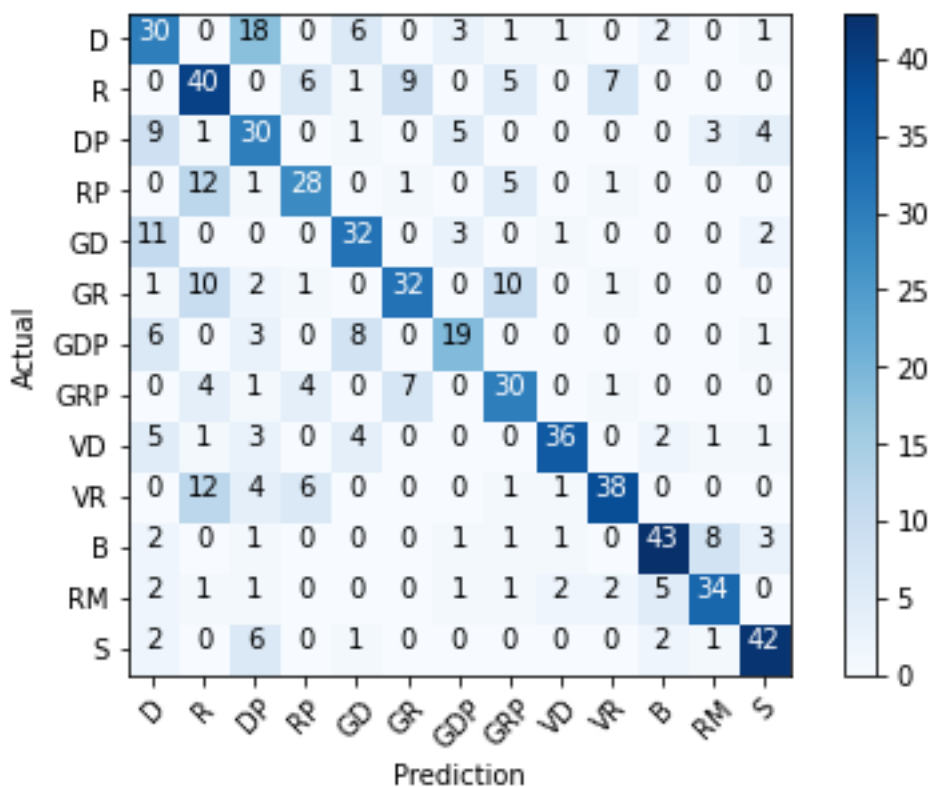 D 30 0 18 0 6 0 3 1 1 0 2 0 1
R 0 40 0 6 1 9 0 5 0 7 0 0 0
DP 9 1 30 0 1 0 5 0 0 0 0 3 4
RP 0 12 1 28 0 1 0 5 0 1 0 0 0
GD 11 0 0 0 32 0 3 0 1 0 0 0 2
GR 1 10 2 1 0 32 0 10 0 1 0 0 0
GDP 6 0 3 0 8 0 19 0 0 0 0 0 1
GRP 0 4 1 4 0 7 0 30 0 1 0 0 0
VD 5 1 3 0 4 0 0 0 36 0 2 1 1
VR 0 12 4 6 0 0 0 1 1 38 0 0 0
B 2 0 1 0 0 0 1 1 1 0 43 8 3
RM 2 1 1 0 0 0 1 1 2 2 5 34 0
S 2 0 6 0 1 0 0 0 0 0 2 1 42
D R DP RP GD GR GDP GRP VD VR B RM S
Prediction
Actual
40
35
30
25
20
15
10
5
0